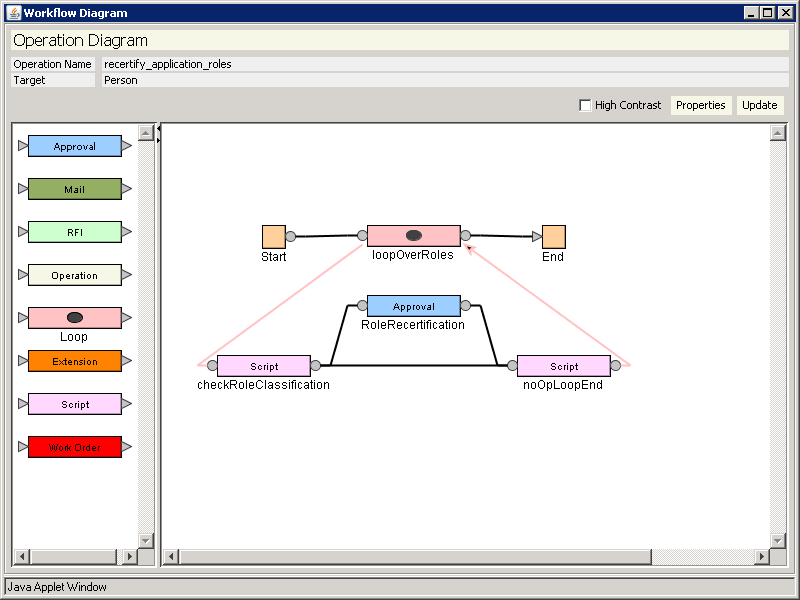 Workflow Diagram
Operation Diagram
Operation Name recertify_application_roles
Target Person
High Contrast Properties Update
Approval
Mail
RFI
Operation
Loop
Extension
Script
Work Order
Start
loopOverRoles
End
Approval
RoleRecertification
Script
checkRoleClassification
Script
noOpLoopEnd
Java Applet Window